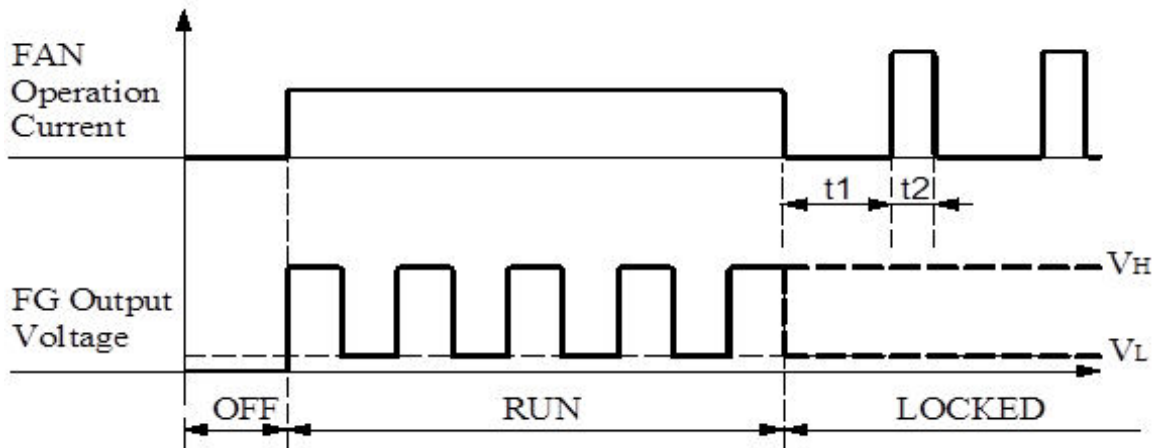 FAN
Operation
Current
t1
t2
VH
FG Output
Voltage
VL
OFF
RUN
LOCKED